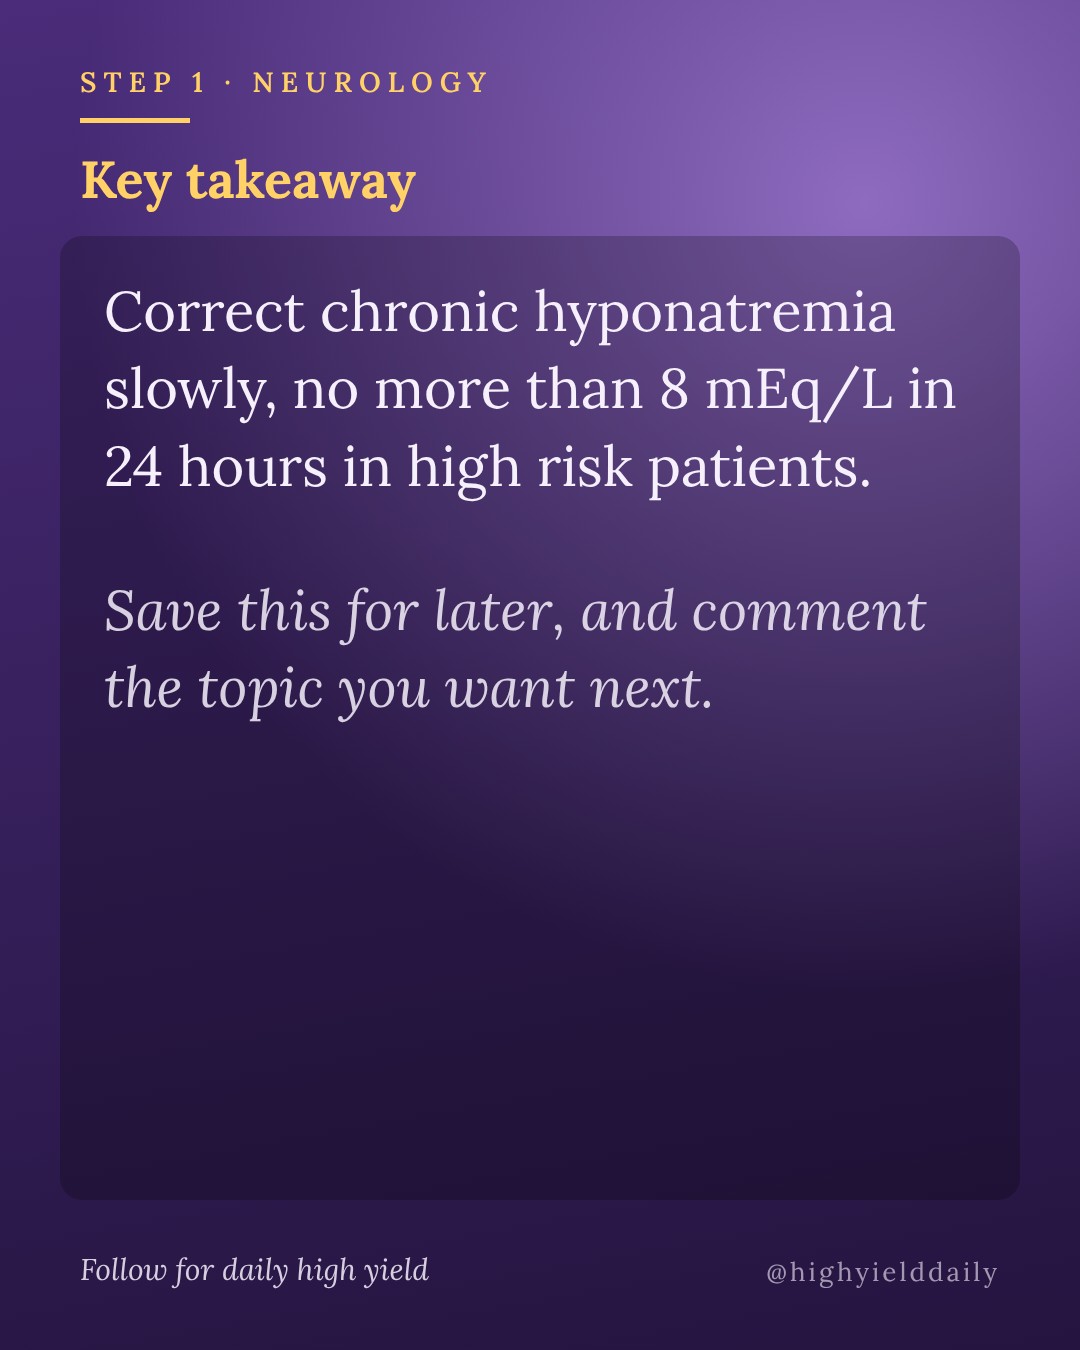 STEP 1 · NEUROLOGY
Key takeaway
Correct chronic hyponatremia
slowly, no more than 8 mEq/L in
24 hours in high risk patients.
Save this for later, and comment
the topic you want next.
Follow for daily high yield
@highyielddaily